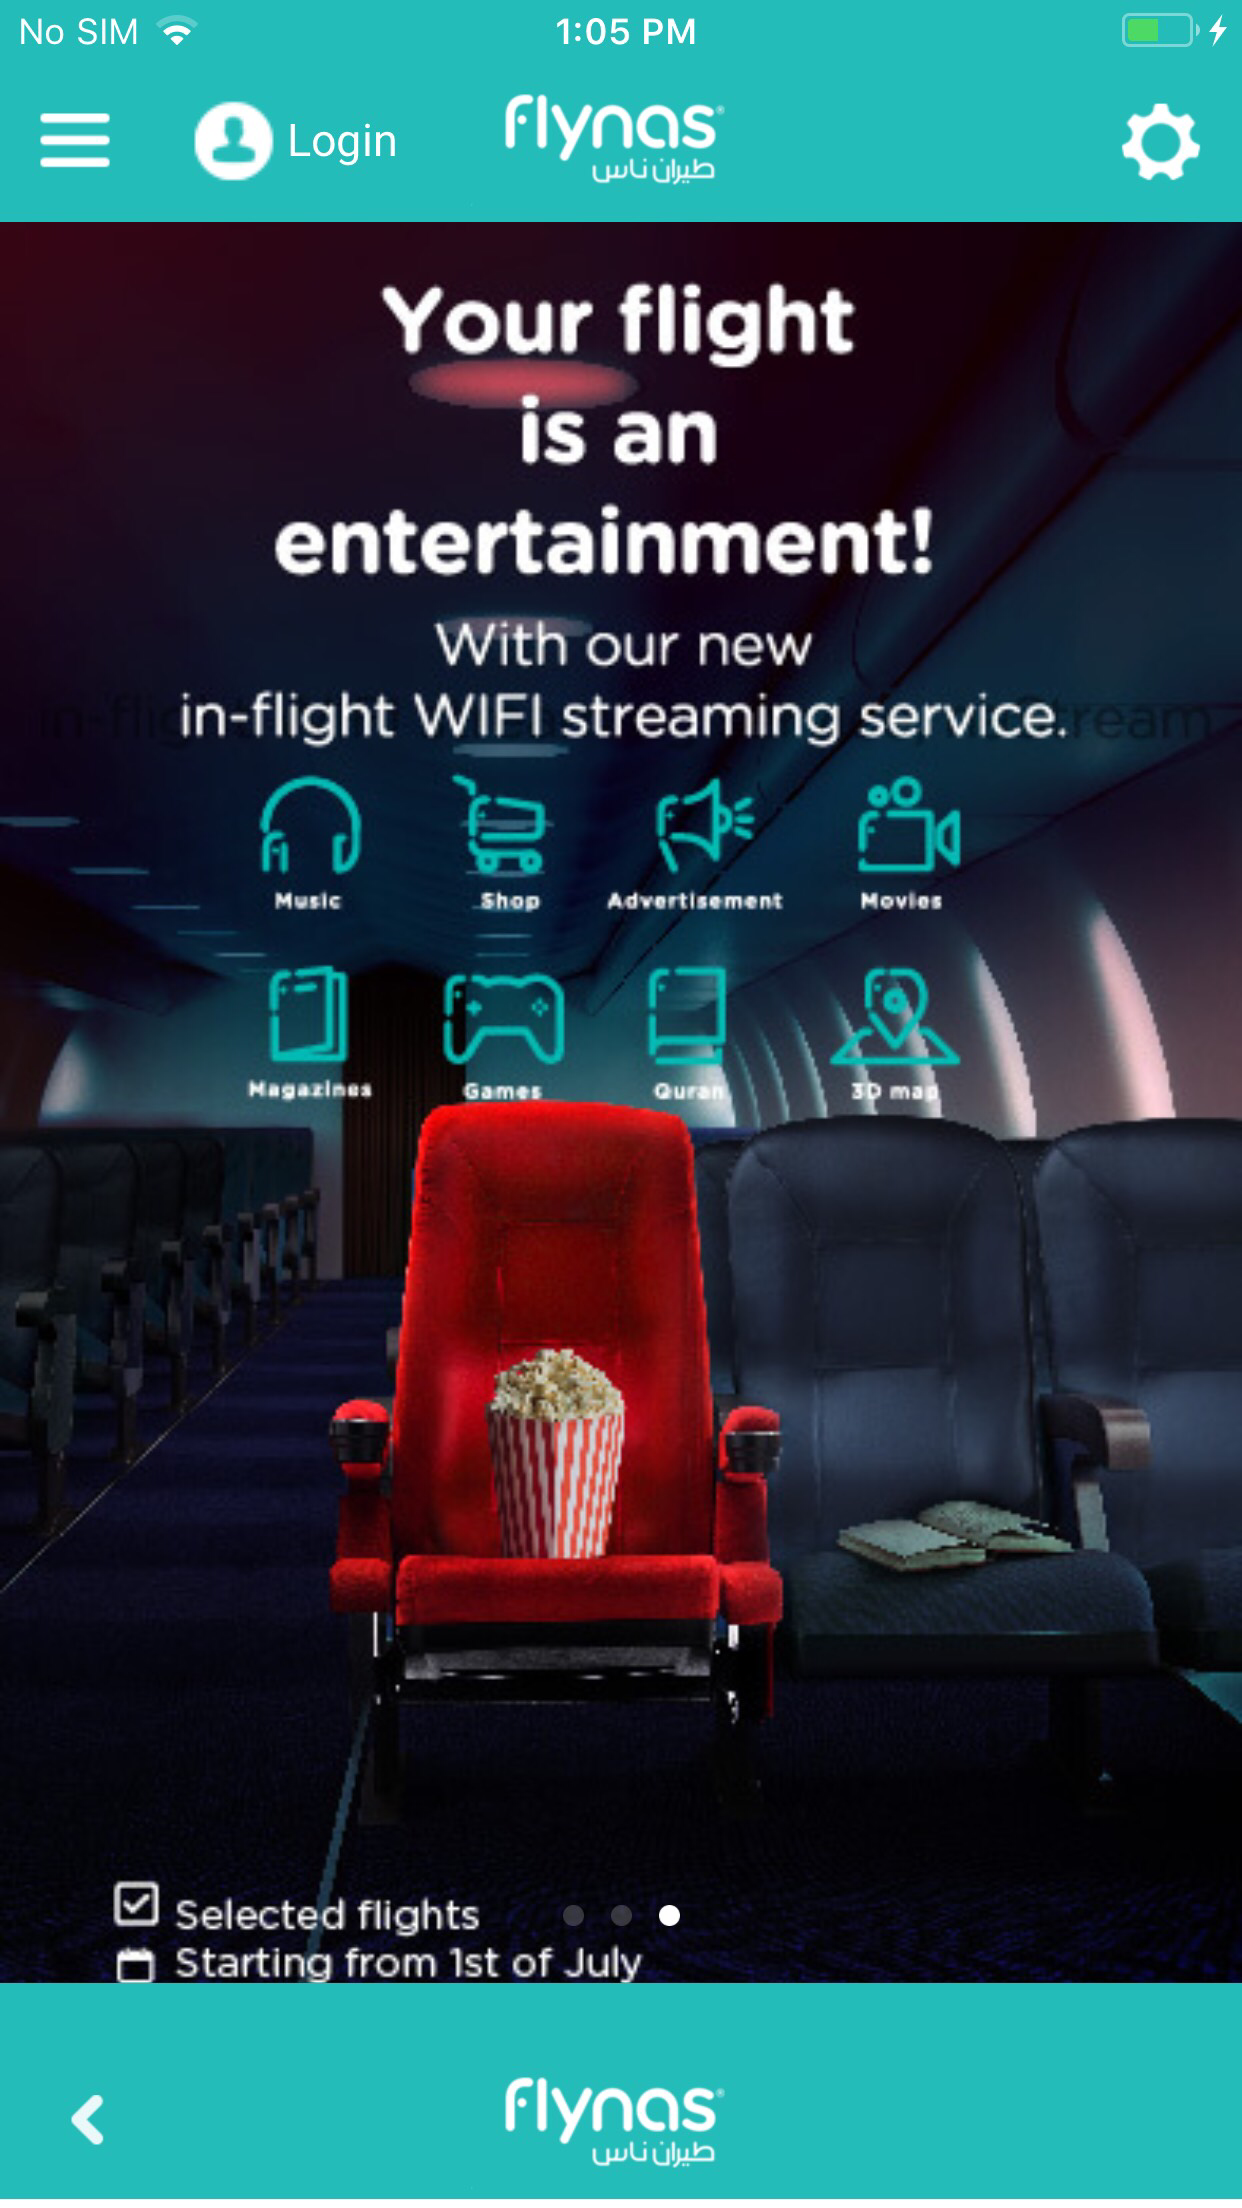 No SIM 1:05 PM
Login
flynas
طيران ناس
Your flight
is an
entertainment!
With our new
in-flight WIFI streaming service.
Music Shop Advertisement Movies
Magazines Games Quran 3D map
Selected flights
Starting from 1st of July
flynas
طيران ناس